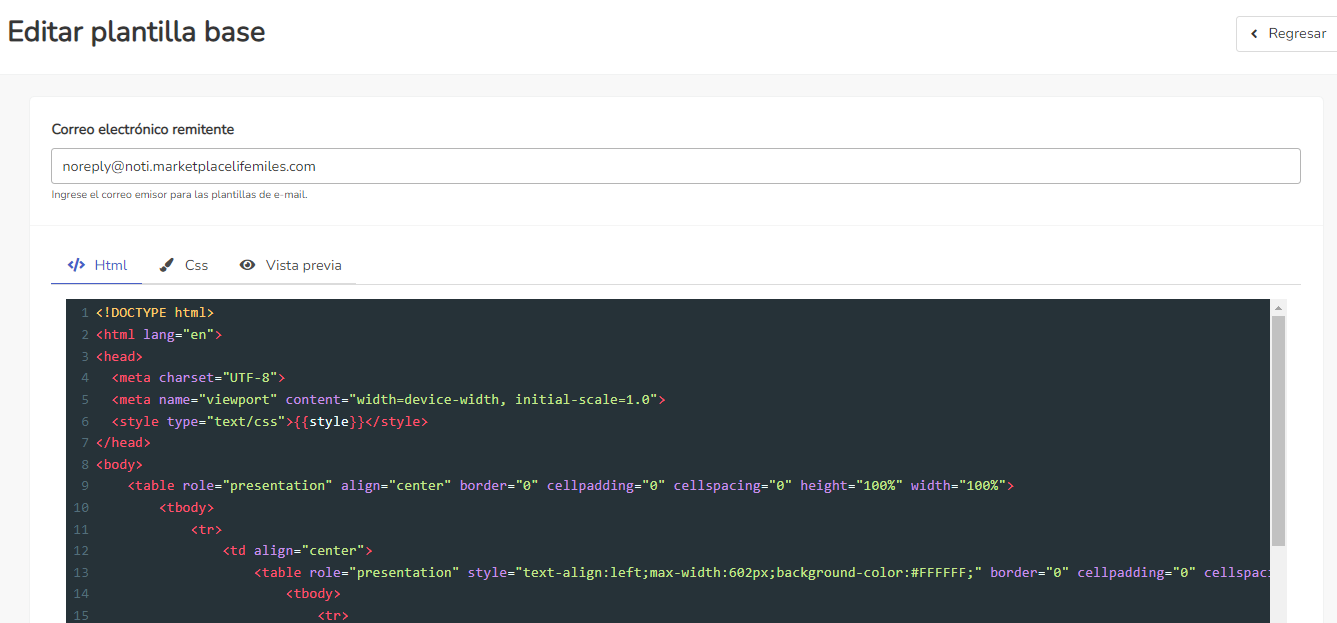 Editar plantilla base
Regresar
Correo electrónico remitente
noreply@noti.marketplacelifemiles.com
Ingrese el correo emisor para las plantillas de e-mail.
</> Html Css Vista previa
1 <!DOCTYPE html>
2 <html lang="en">
3 <head>
4 <meta charset="UTF-8">
5 <meta name="viewport" content="width=device-width, initial-scale=1.0">
6 <style type="text/css">{{style}}</style>
7 </head>
8 <body>
9 <table role="presentation" align="center" border="0" cellpadding="0" cellspacing="0" height="100%" width="100%">
10 <tbody>
11 <tr>
12 <td align="center">
13 <table role="presentation" style="text-align:left;max-width:602px;background-color:#FFFFFF;" border="0" cellpadding="0" cellspaci
14 <tbody>
15 <tr>